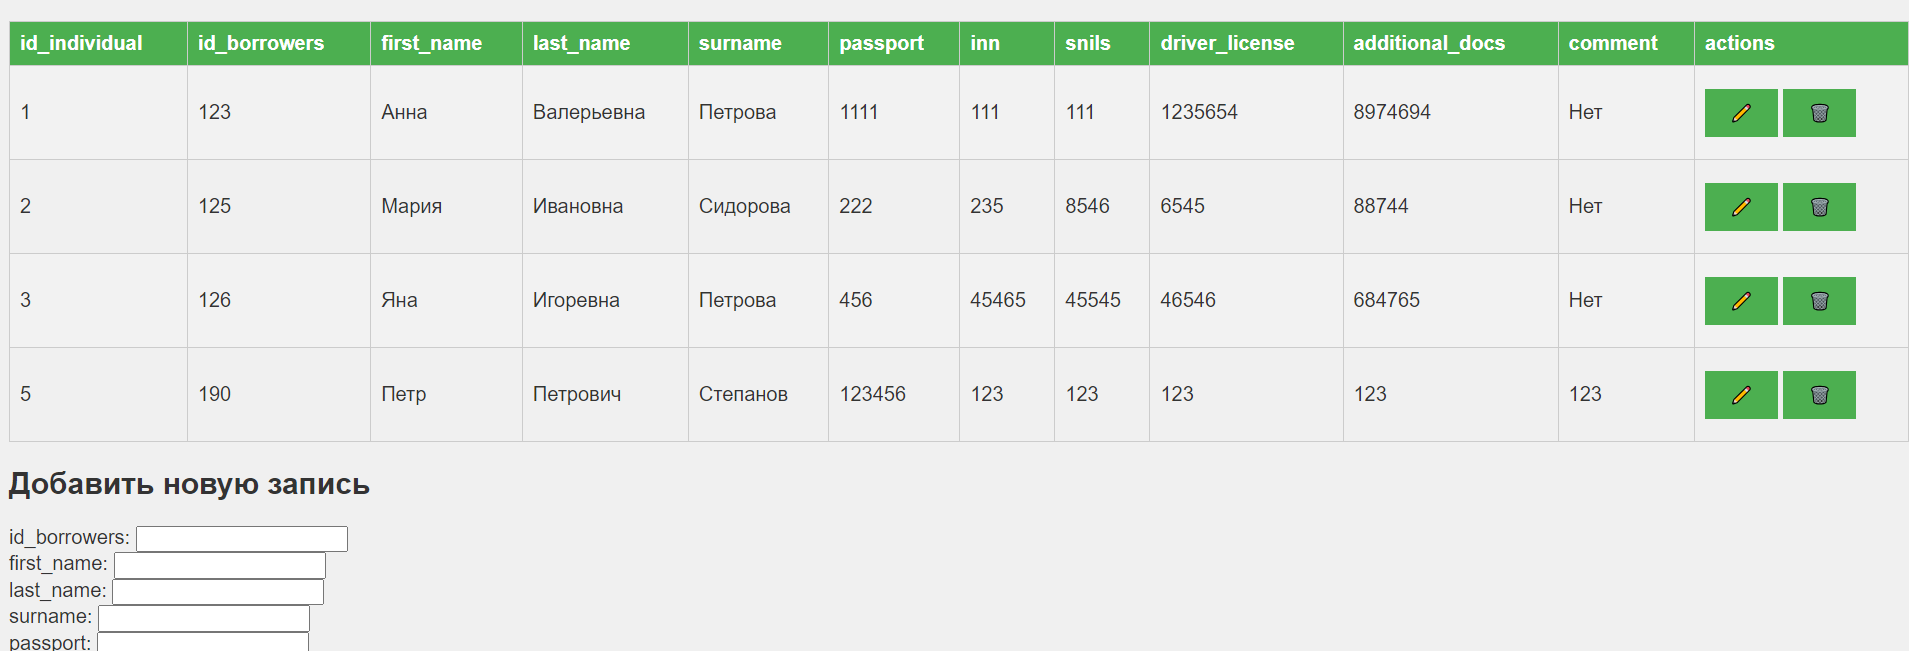 id_individual id_borrowers first_name last_name surname passport inn snils driver_license additional_docs comment actions
1 123 Анна Валерьевна Петрова 1111 111 111 1235654 8974694 Нет
2 125 Мария Ивановна Сидорова 222 235 8546 6545 88744 Нет
3 126 Яна Игоревна Петрова 456 45465 45545 46546 684765 Нет
5 190 Петр Петрович Степанов 123456 123 123 123 123 123
Добавить новую запись
id_borrowers:
first_name:
last_name:
surname:
passport: